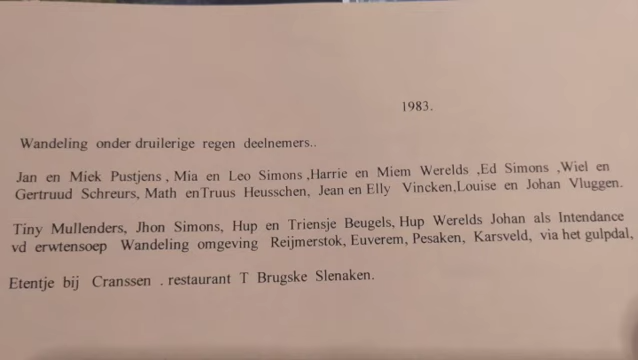 1983.
Wandeling onder druilerige regen deelnemers..
Jan en Miek Pustjens , Mia en Leo Simons ,Harrie en Miem Werelds ,Ed Simons ,Wiel en
Gertruud Schreurs, Math enTruus Heusschen, Jean en Elly Vincken,Louise en Johan Vluggen.
Tiny Mullenders, Jhon Simons, Hup en Triensje Beugels, Hup Werelds Johan als Intendance
vd erwtensoep Wandeling omgeving Reijmerstok, Euverem, Pesaken, Karsveld, via het gulpdal,
Etentje bij Cranssen . restaurant T Brugske Slenaken.